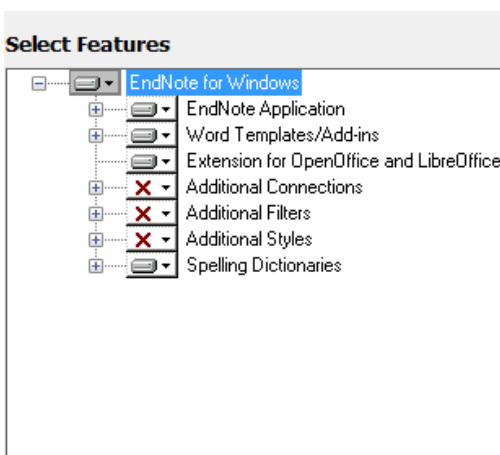 Select Features
EndNote for Windows
EndNote Application
Word Templates/Add-ins
Extension for OpenOffice and LibreOffice
Additional Connections
Additional Filters
Additional Styles
Spelling Dictionaries